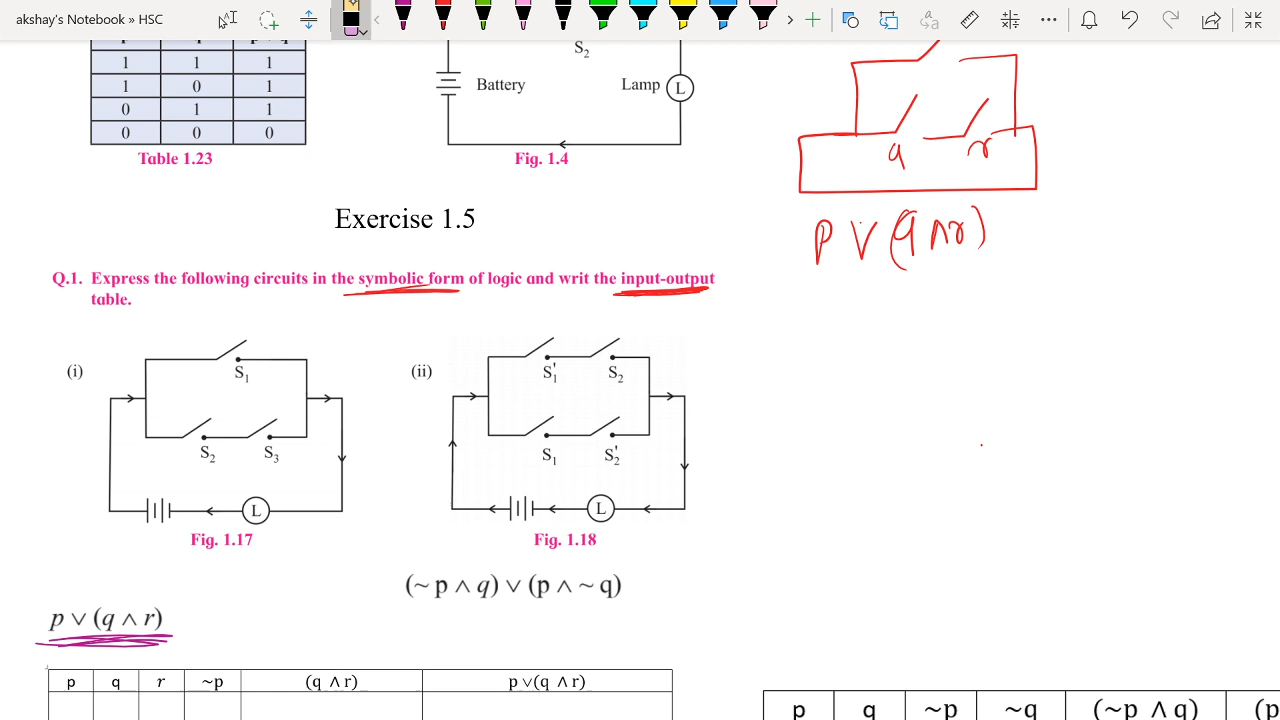 akshay's Notebook » HSC
1 1 1
1 0 1
0 1 1
0 0 0
Table 1.23
S2
Battery
Lamp L
Fig. 1.4
q r
p ∨ (q ∧ r)
Exercise 1.5
Q.1. Express the following circuits in the symbolic form of logic and writ the input-output
table.
(i)
S1
S2 S3
L
Fig. 1.17
(ii)
S1' S2
S1 S2'
L
Fig. 1.18
(~ p ∧ q) ∨ (p ∧ ~ q)
p ∨ (q ∧ r)
p q r ~p (q ∧ r) p ∨(q ∧ r)
p q ~p ~q (~p ∧ q) (p